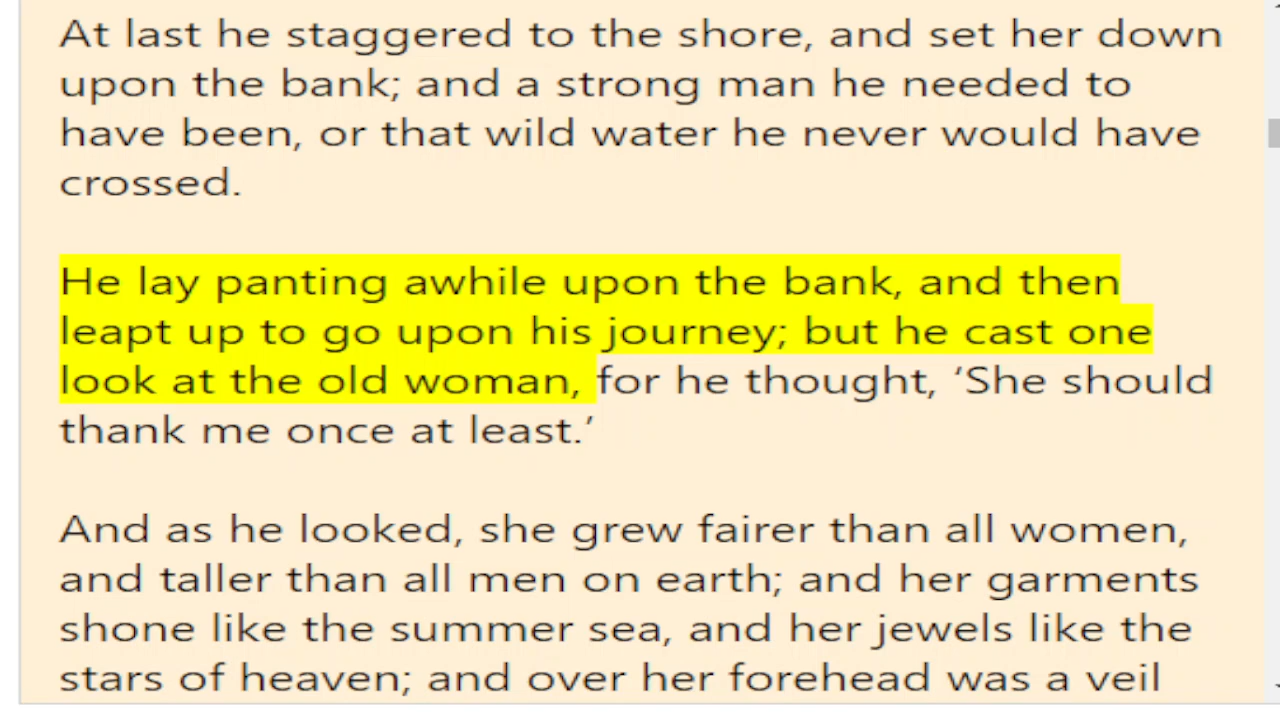 At last he staggered to the shore, and set her down
upon the bank; and a strong man he needed to
have been, or that wild water he never would have
crossed.
He lay panting awhile upon the bank, and then
leapt up to go upon his journey; but he cast one
look at the old woman, for he thought, ‘She should
thank me once at least.’
And as he looked, she grew fairer than all women,
and taller than all men on earth; and her garments
shone like the summer sea, and her jewels like the
stars of heaven; and over her forehead was a veil